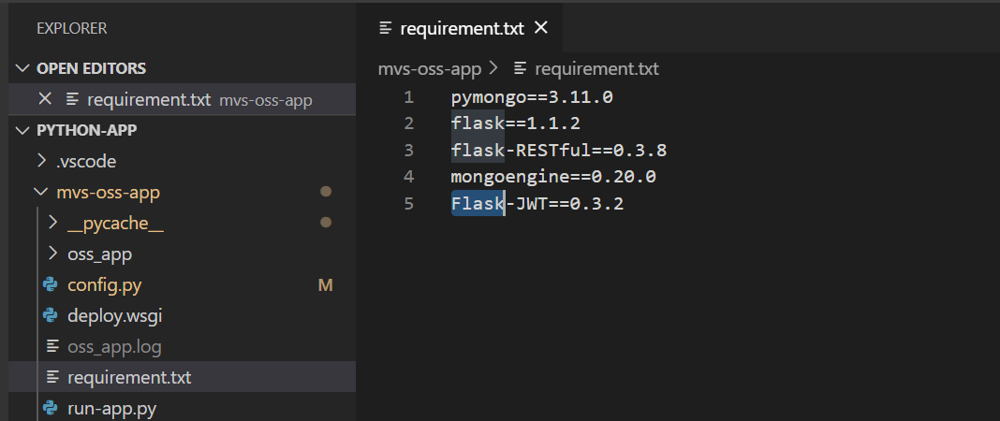 EXPLORER
OPEN EDITORS
requirement.txt mvs-oss-app
PYTHON-APP
.vscode
mvs-oss-app
__pycache__
oss_app
config.py M
deploy.wsgi
oss_app.log
requirement.txt
run-app.py
requirement.txt
mvs-oss-app requirement.txt
1 pymongo==3.11.0
2 flask==1.1.2
3 flask-RESTful==0.3.8
4 mongoengine==0.20.0
5 Flask-JWT==0.3.2